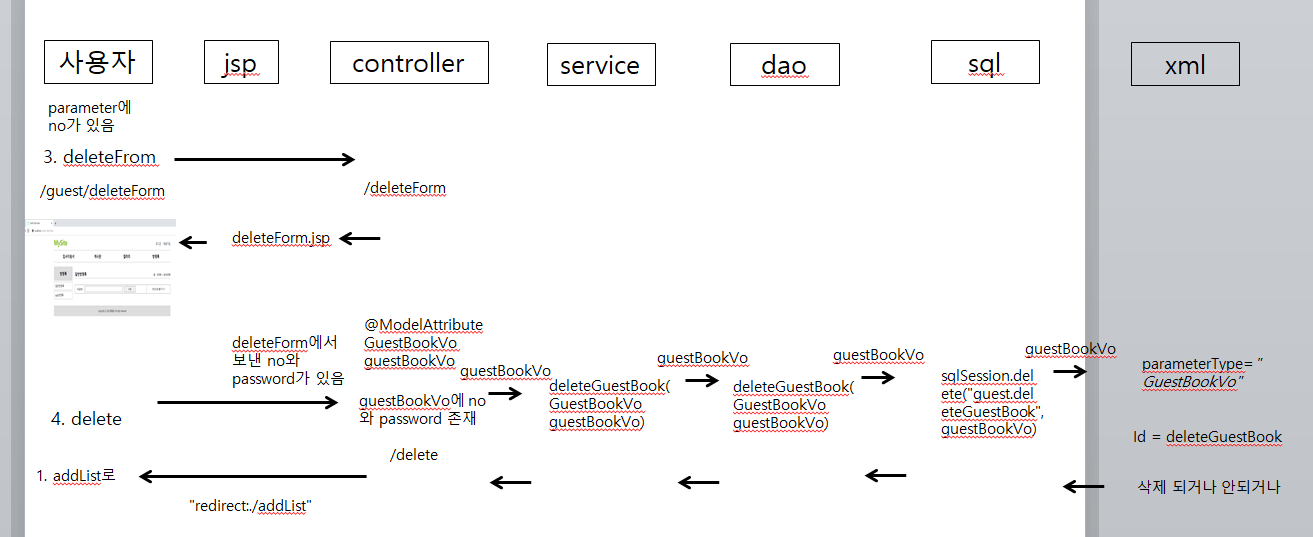 사용자
jsp
controller
service
dao
sql
xml
parameter에
no가 있음
3. deleteFrom
/guest/deleteForm
/deleteForm
MySite
deleteForm.jsp
deleteForm에서
보낸 no와
password가 있음
@ModelAttribute
GuestBookVo
guestBookVo
guestBookVo에 no
와 password 존재
/delete
4. delete
guestBookVo
deleteGuestBook(
GuestBookVo
guestBookVo)
guestBookVo
deleteGuestBook(
GuestBookVo
guestBookVo)
guestBookVo
sqlSession.del
ete("guest.del
eteGuestBook",
guestBookVo)
guestBookVo
parameterType= "
GuestBookVo"
Id = deleteGuestBook
삭제 되거나 안되거나
1. addList로
"redirect:./addList"